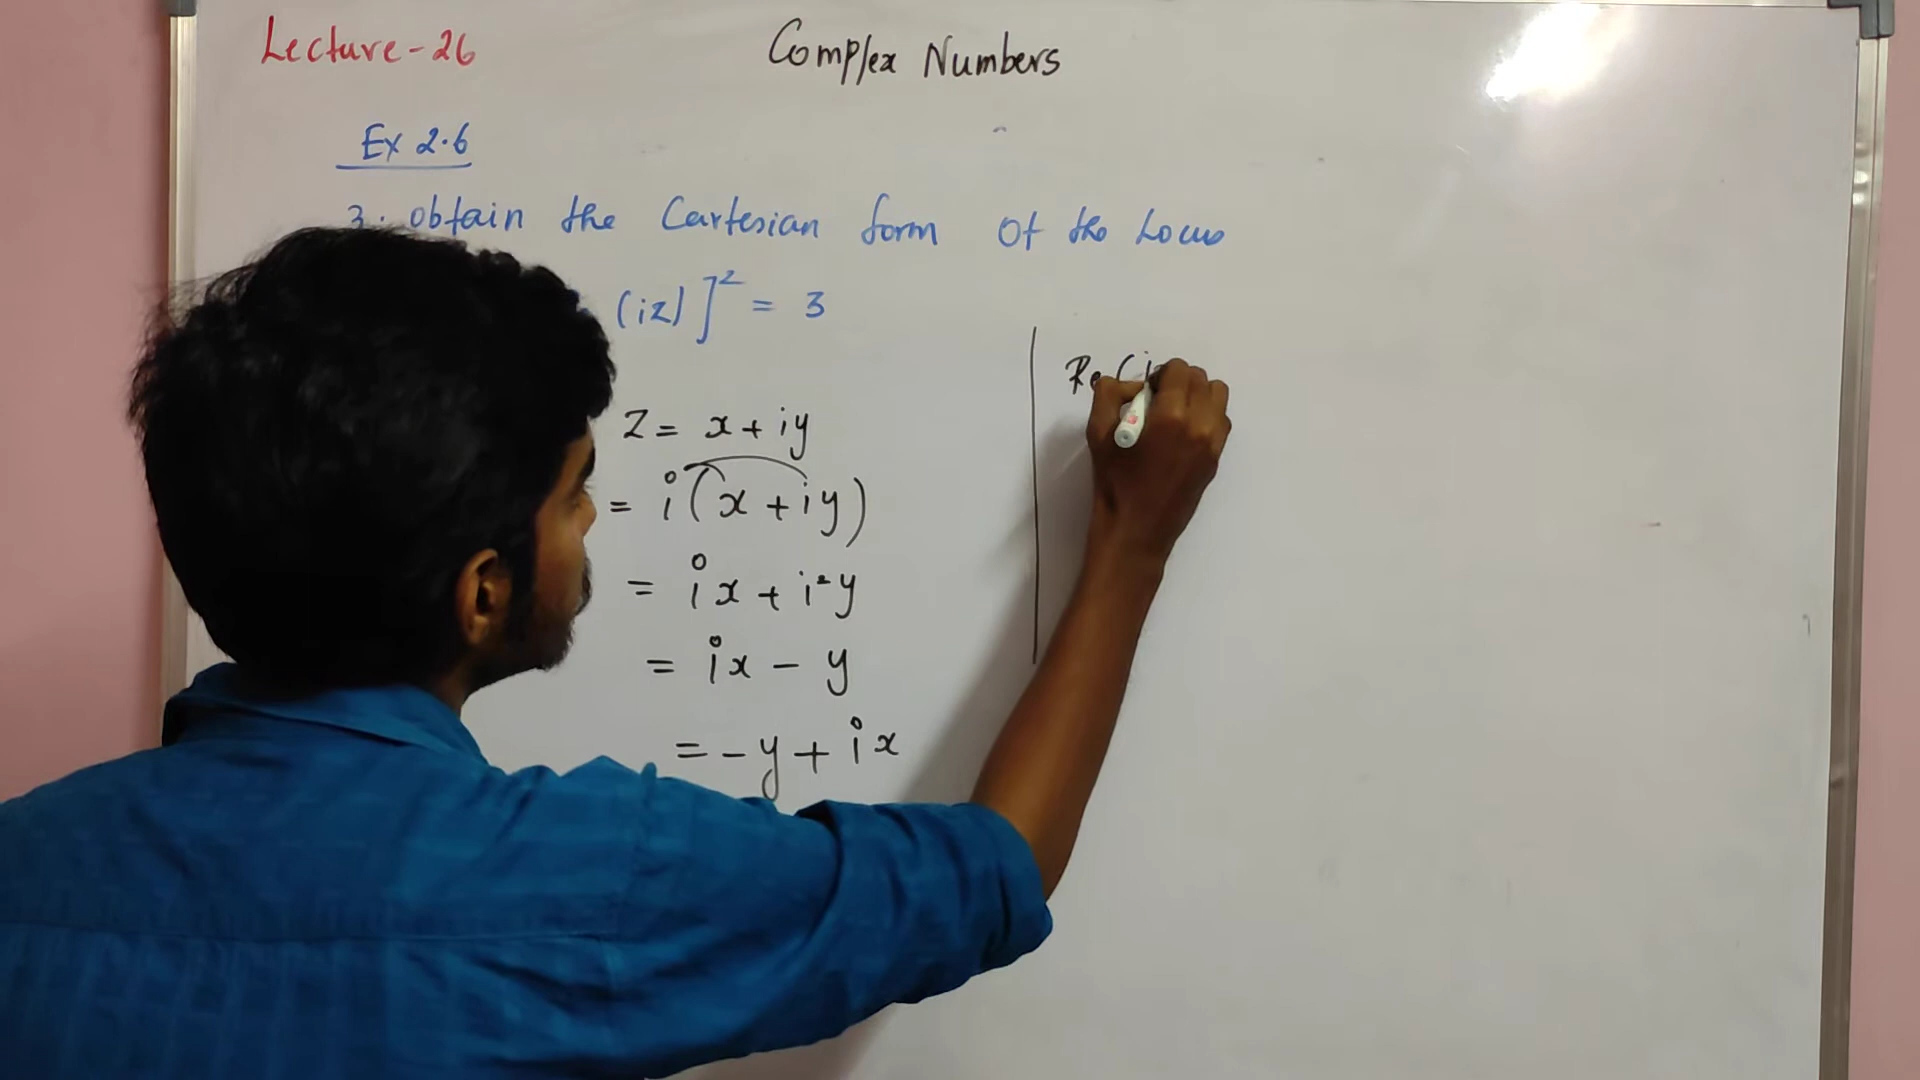 Lecture-26
Complex Numbers
Ex 2.6
3. obtain the Cartesian form of the Locus
(iz)]² = 3
Z = x + iy
= i(x + iy)
= ix + i²y
= ix - y
= -y + ix
Re(i